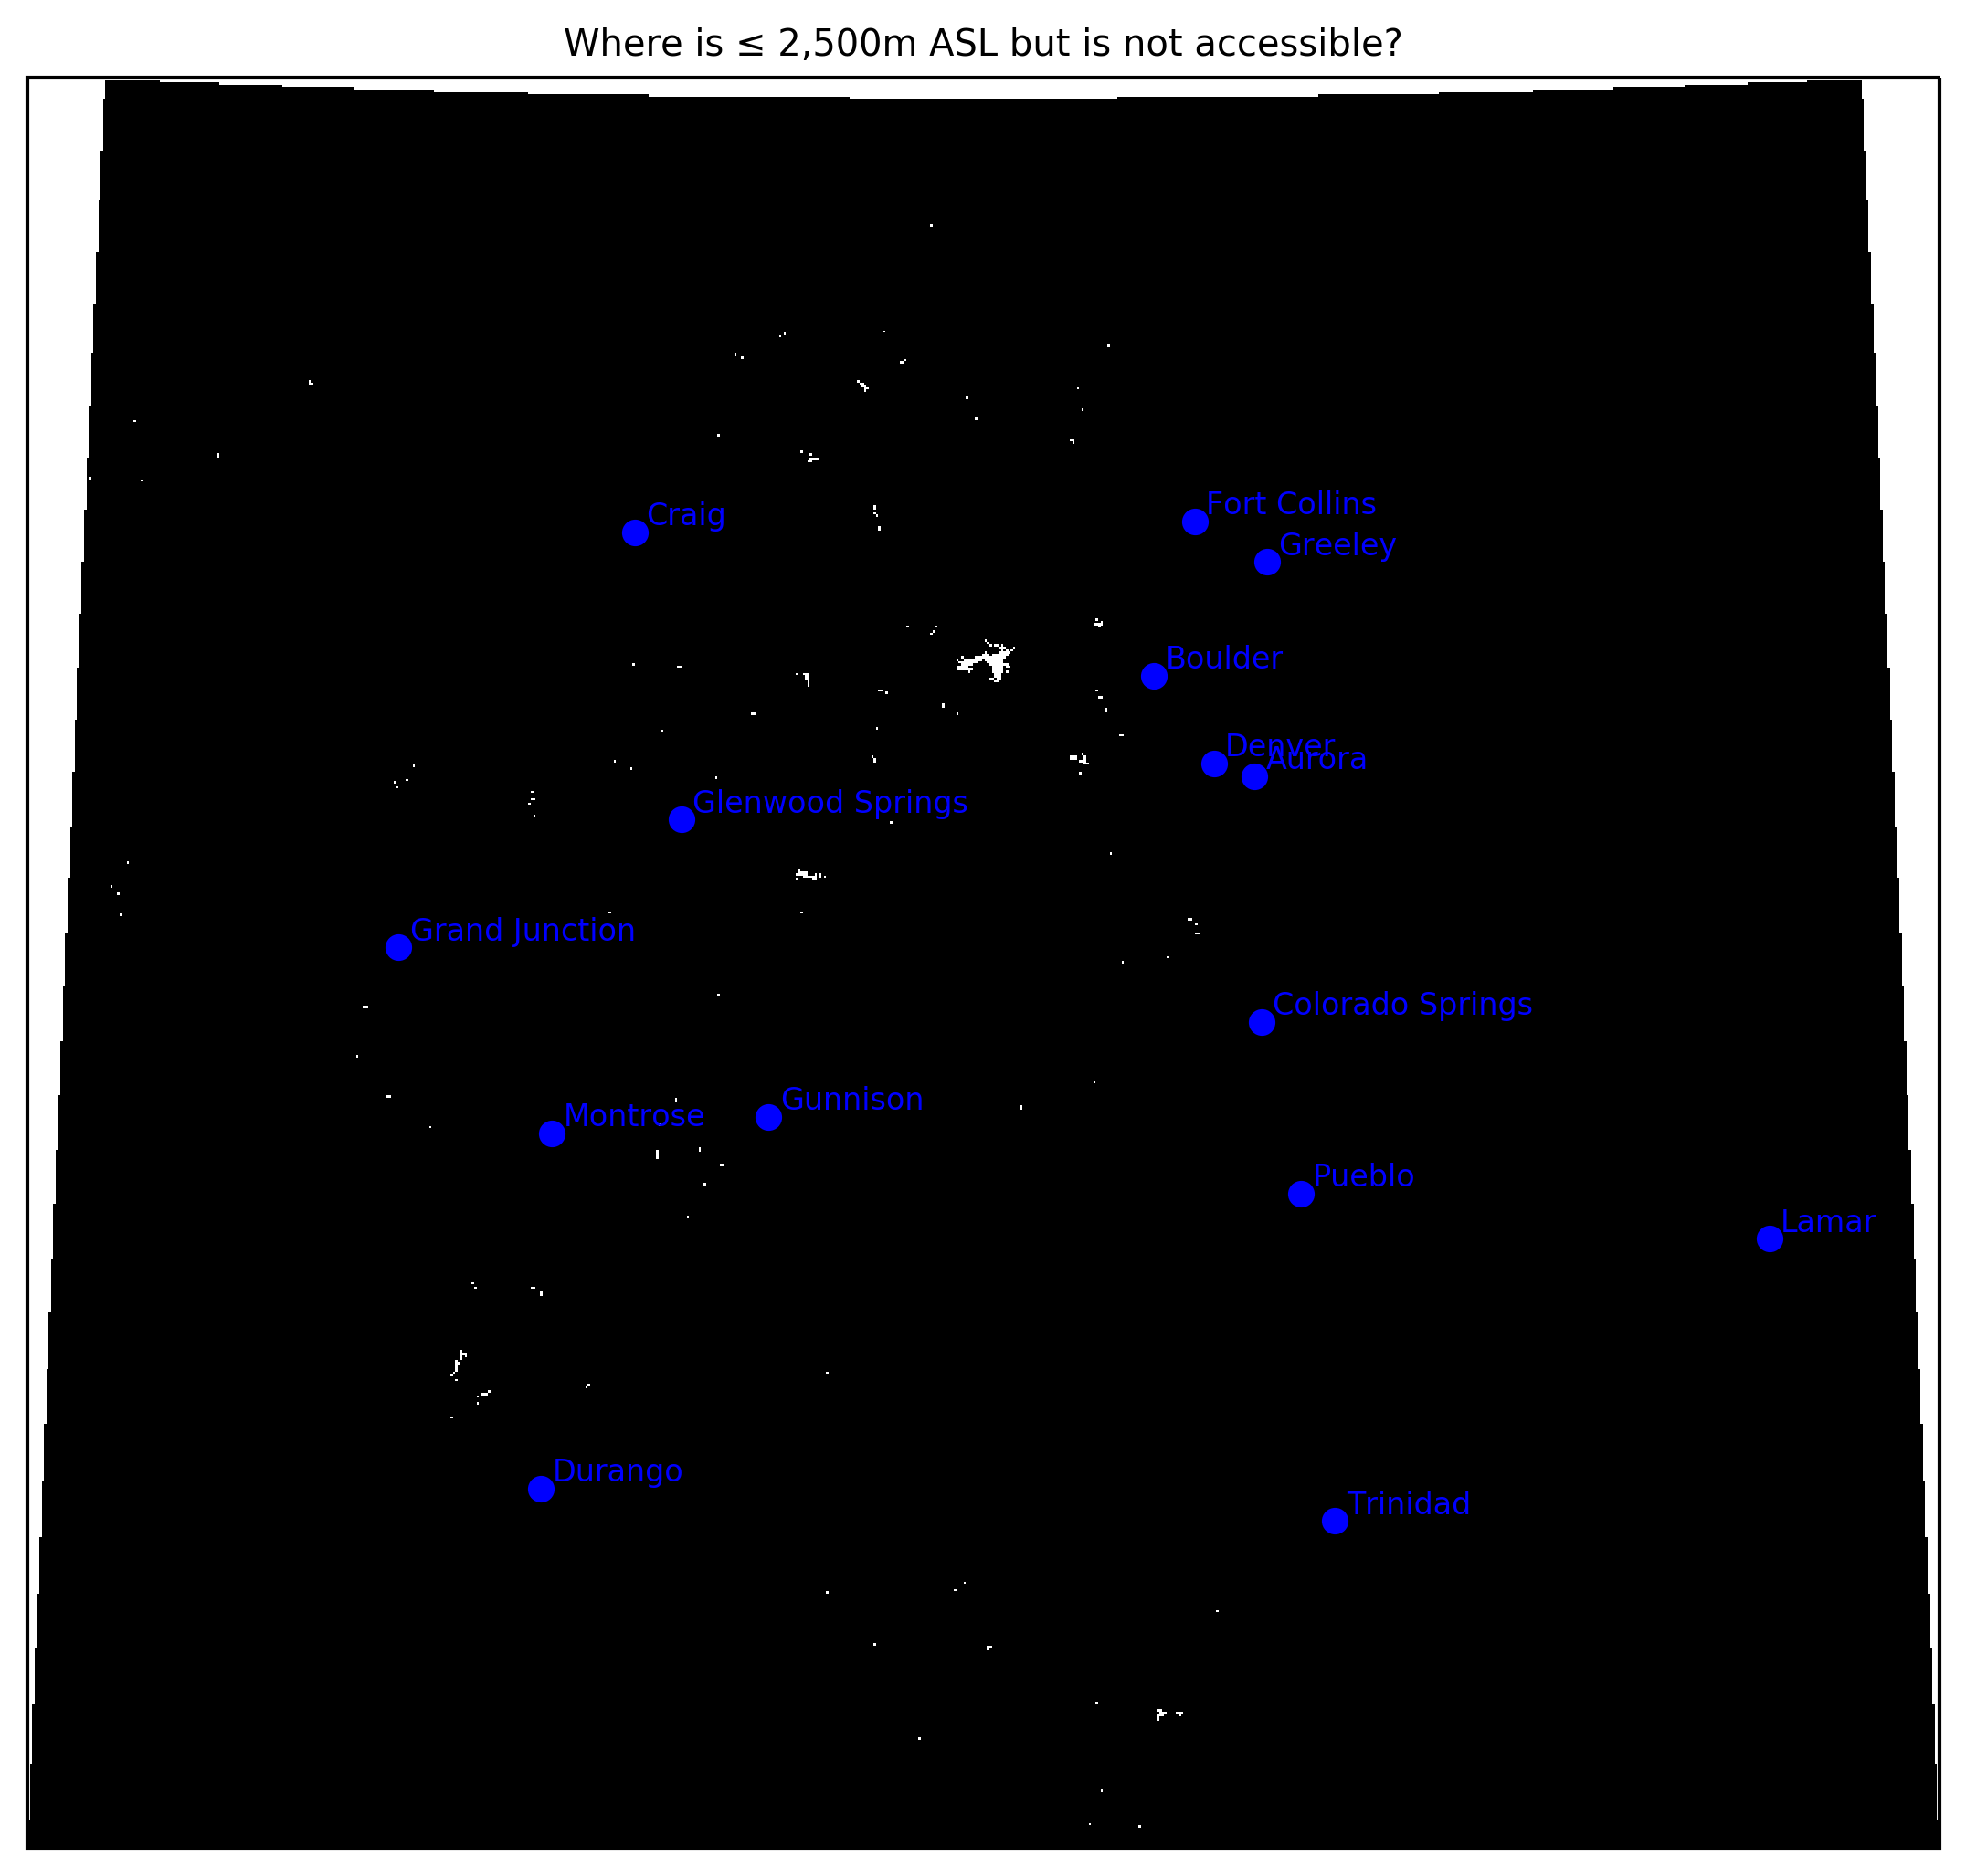 Where is ≤ 2,500m ASL but is not accessible?
Craig
Fort Collins
Greeley
Boulder
Denver
Aurora
Glenwood Springs
Grand Junction
Colorado Springs
Gunnison
Montrose
Pueblo
Lamar
Durango
Trinidad